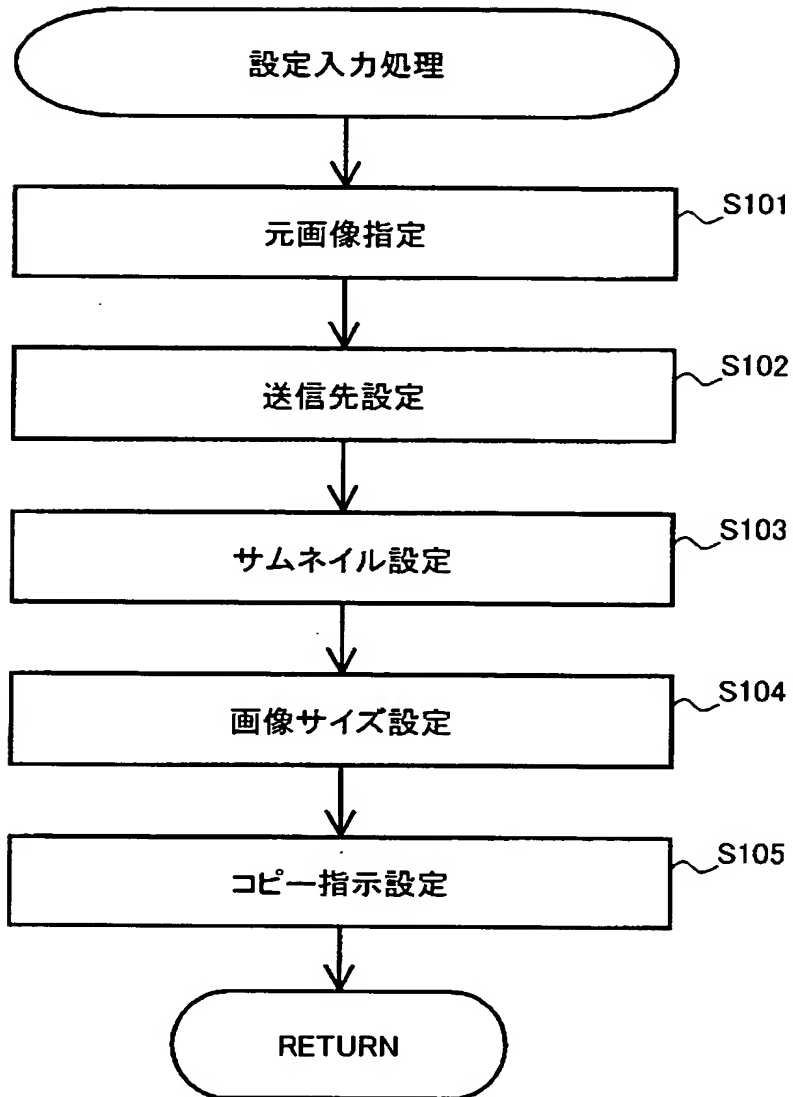 設定入力処理
元画像指定
S101
送信先設定
S102
サムネイル設定
S103
画像サイズ設定
S104
コピー指示設定
S105
RETURN